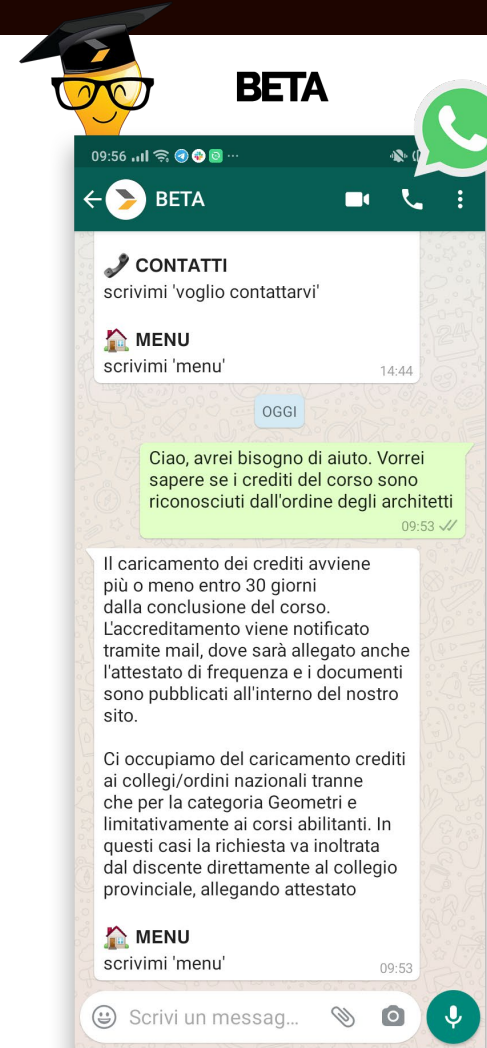 BETA
09:56
BETA
CONTATTI
scrivimi 'voglio contattarvi'
MENU
scrivimi 'menu'
14:44
OGGI
Ciao, avrei bisogno di aiuto. Vorrei
sapere se i crediti del corso sono
riconosciuti dall'ordine degli architetti
09:53
Il caricamento dei crediti avviene
più o meno entro 30 giorni
dalla conclusione del corso.
L'accreditamento viene notificato
tramite mail, dove sarà allegato anche
l'attestato di frequenza e i documenti
sono pubblicati all'interno del nostro
sito.
Ci occupiamo del caricamento crediti
ai collegi/ordini nazionali tranne
che per la categoria Geometri e
limitativamente ai corsi abilitanti. In
questi casi la richiesta va inoltrata
dal discente direttamente al collegio
provinciale, allegando attestato
MENU
scrivimi 'menu'
09:53
Scrivi un messag...